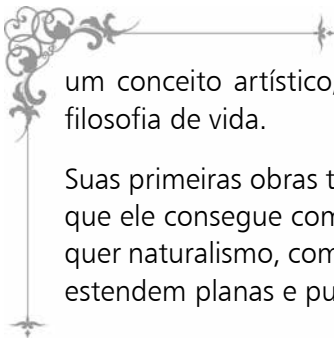 um conceito artístico,
filosofia de vida.
Suas primeiras obras t
que ele consegue com
quer naturalismo, com
estendem planas e pu